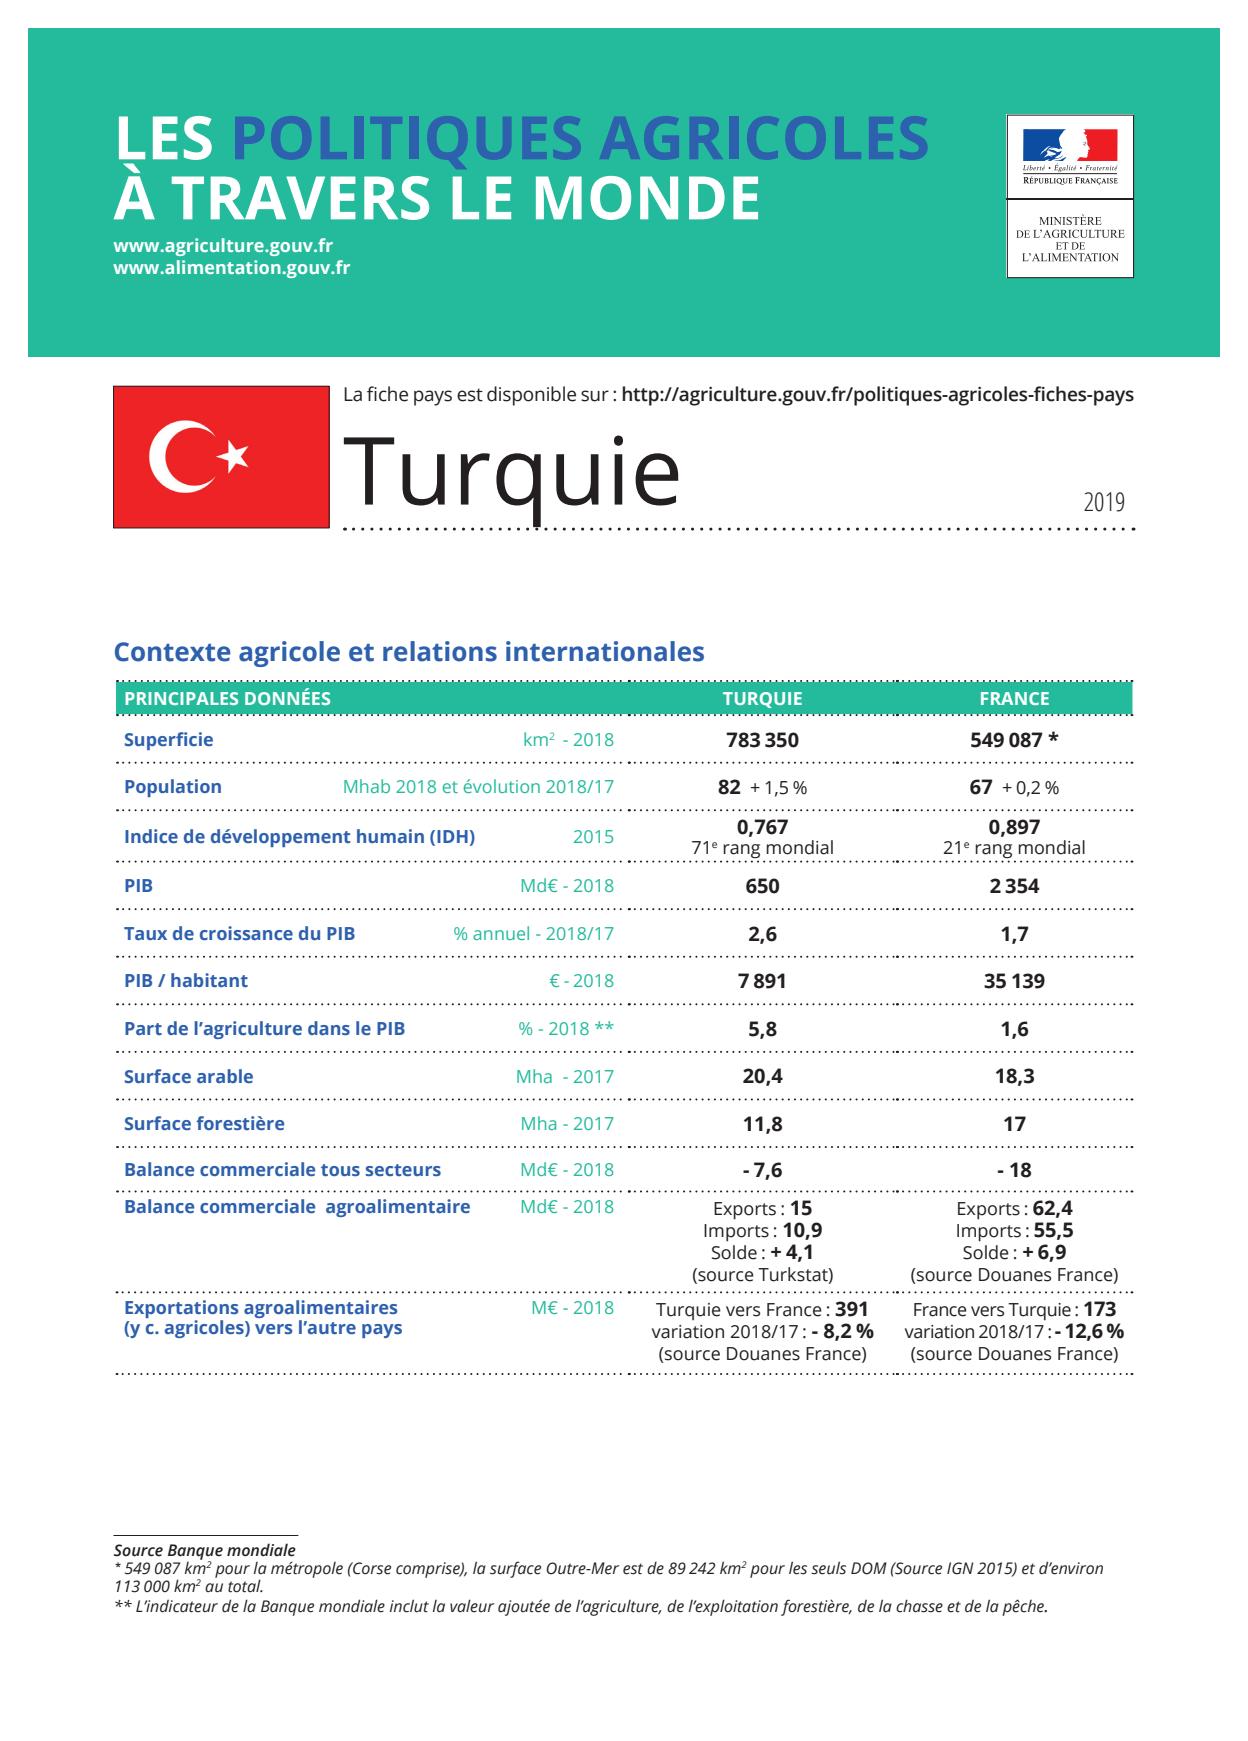 LES POLITIQUES AGRICOLES
À TRAVERS LE MONDE
www.agriculture.gouv.fr
www.alimentation.gouv.fr
Liberté • Égalité • Fraternité
RÉPUBLIQUE FRANÇAISE
MINISTÈRE
DE L'AGRICULTURE
ET DE
L'ALIMENTATION
La fiche pays est disponible sur : http://agriculture.gouv.fr/politiques-agricoles-fiches-pays
Turquie
2019
Contexte agricole et relations internationales
PRINCIPALES DONNÉES TURQUIE FRANCE
Superficie km² - 2018 783 350 549 087 *
Population Mhab 2018 et évolution 2018/17 82 + 1,5 % 67 + 0,2 %
Indice de développement humain (IDH) 2015 0,767 0,897
71e rang mondial 21e rang mondial
PIB Md€ - 2018 650 2 354
Taux de croissance du PIB % annuel - 2018/17 2,6 1,7
PIB / habitant € - 2018 7 891 35 139
Part de l’agriculture dans le PIB % - 2018 ** 5,8 1,6
Surface arable Mha - 2017 20,4 18,3
Surface forestière Mha - 2017 11,8 17
Balance commerciale tous secteurs Md€ - 2018 - 7,6 - 18
Balance commerciale agroalimentaire Md€ - 2018 Exports : 15 Exports : 62,4
Imports : 10,9 Imports : 55,5
Solde : + 4,1 Solde : + 6,9
(source Turkstat) (source Douanes France)
Exportations agroalimentaires M€ - 2018 Turquie vers France : 391 France vers Turquie : 173
(y c. agricoles) vers l’autre pays variation 2018/17 : - 8,2 % variation 2018/17 : - 12,6 %
(source Douanes France) (source Douanes France)
Source Banque mondiale
* 549 087 km² pour la métropole (Corse comprise), la surface Outre-Mer est de 89 242 km² pour les seuls DOM (Source IGN 2015) et d’environ
113 000 km² au total.
** L’indicateur de la Banque mondiale inclut la valeur ajoutée de l’agriculture, de l’exploitation forestière, de la chasse et de la pêche.